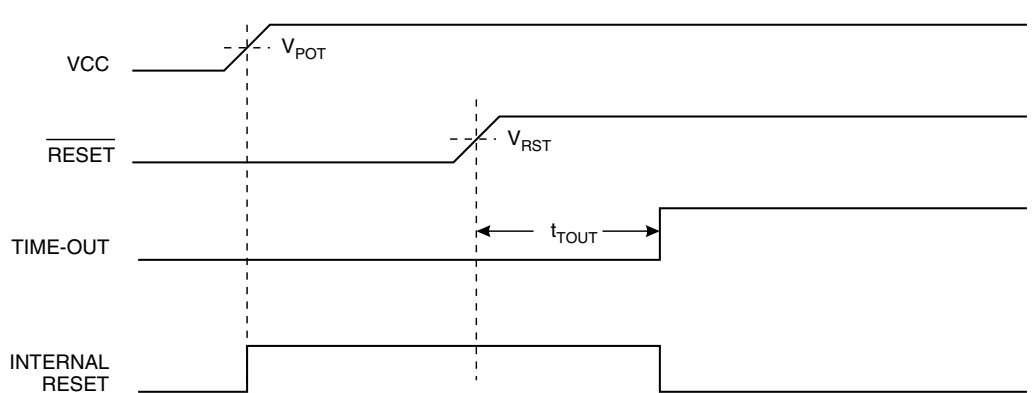 VCC
V_POT
RESET
V_RST
TIME-OUT
t_TOUT
INTERNAL
RESET